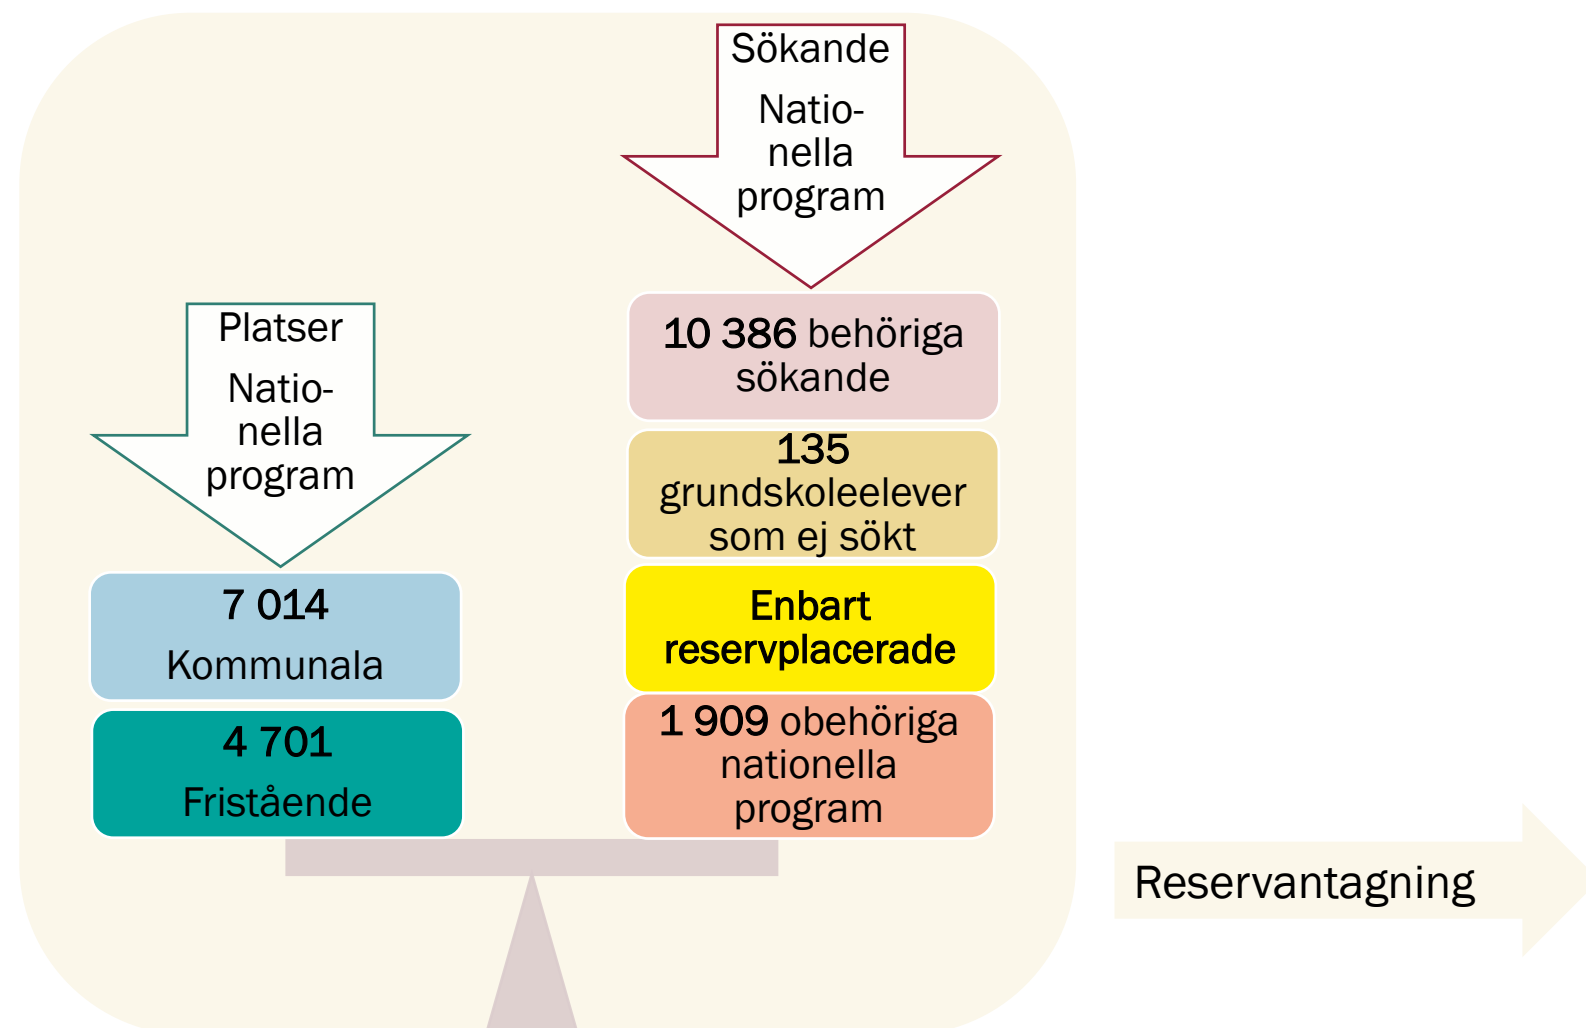 Platser
Natio-
nella
program
7 014
Kommunala
4 701
Fristående
Sökande
Natio-
nella
program
10 386 behöriga
sökande
135
grundskoleelever
som ej sökt
Enbart
reservplacerade
1 909 obehöriga
nationella
program
Reservantagning